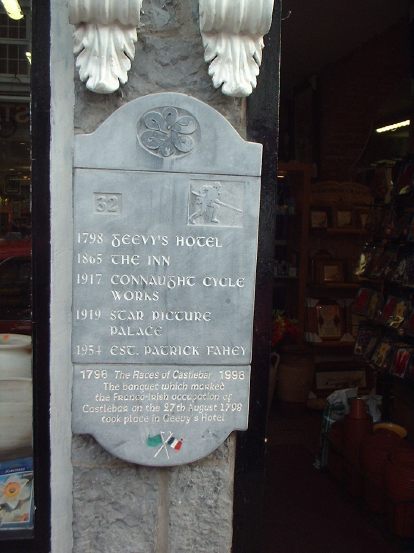 32
1798 GEEVY'S HOTEL
1865 THE INN
1917 CONNAUGHT CYCLE
WORKS
1919 STAR PICTURE
PALACE
1954 EST. PATRICK FAHEY
1798 The Races of Castlebar 1998
The banquet which marked
the Franco-Irish occupation of
Castlebar on the 27th August 1798
took place in Geevy's Hotel